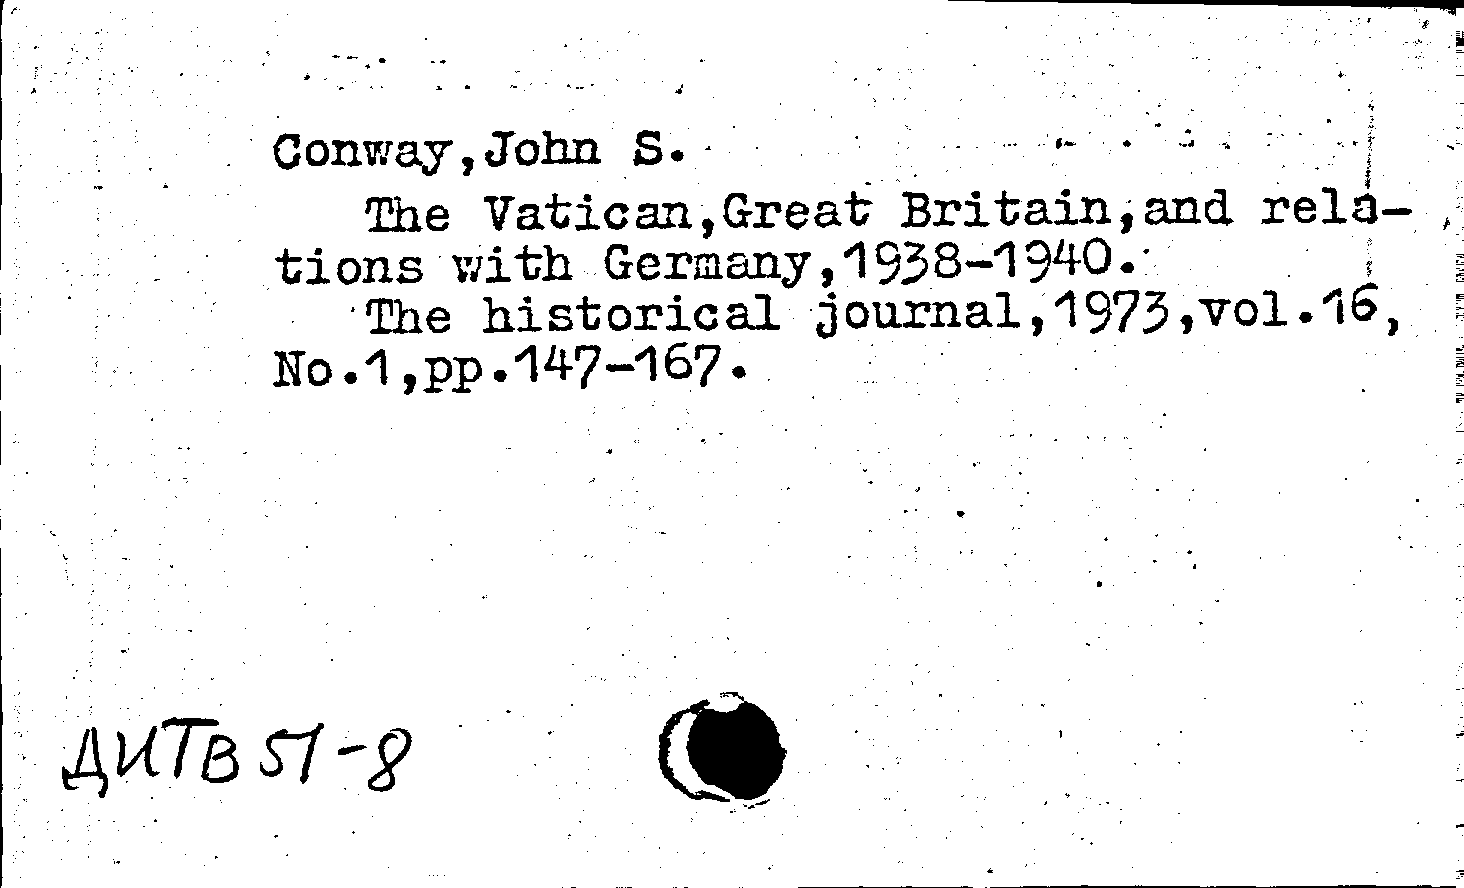 Conway,John S.
The Vatican,Great Britain,and rela-
tions with Germany,1938-1940.
The historical journal,1973,vol.16,
No.1,pp.147-167.
ДИТВ 51-8